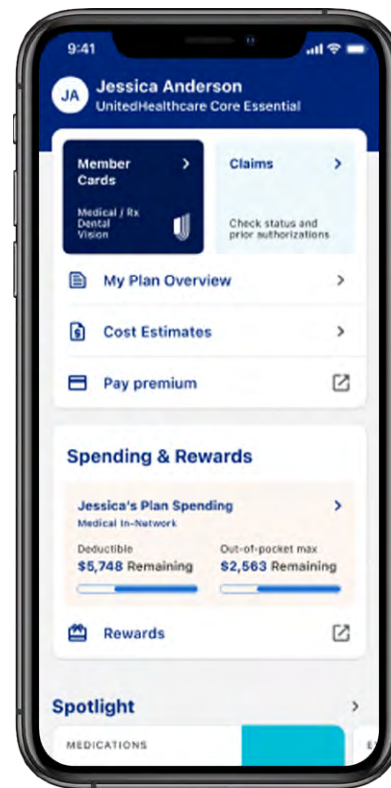 9:41
JA
Jessica Anderson
UnitedHealthcare Core Essential
Member
Cards
Medical / Rx
Dental
Vision
Claims
Check status and
prior authorizations
My Plan Overview
Cost Estimates
Pay premium
Spending & Rewards
Jessica's Plan Spending
Medical In-Network
Deductible
$5,748 Remaining
Out-of-pocket max
$2,563 Remaining
Rewards
Spotlight
MEDICATIONS